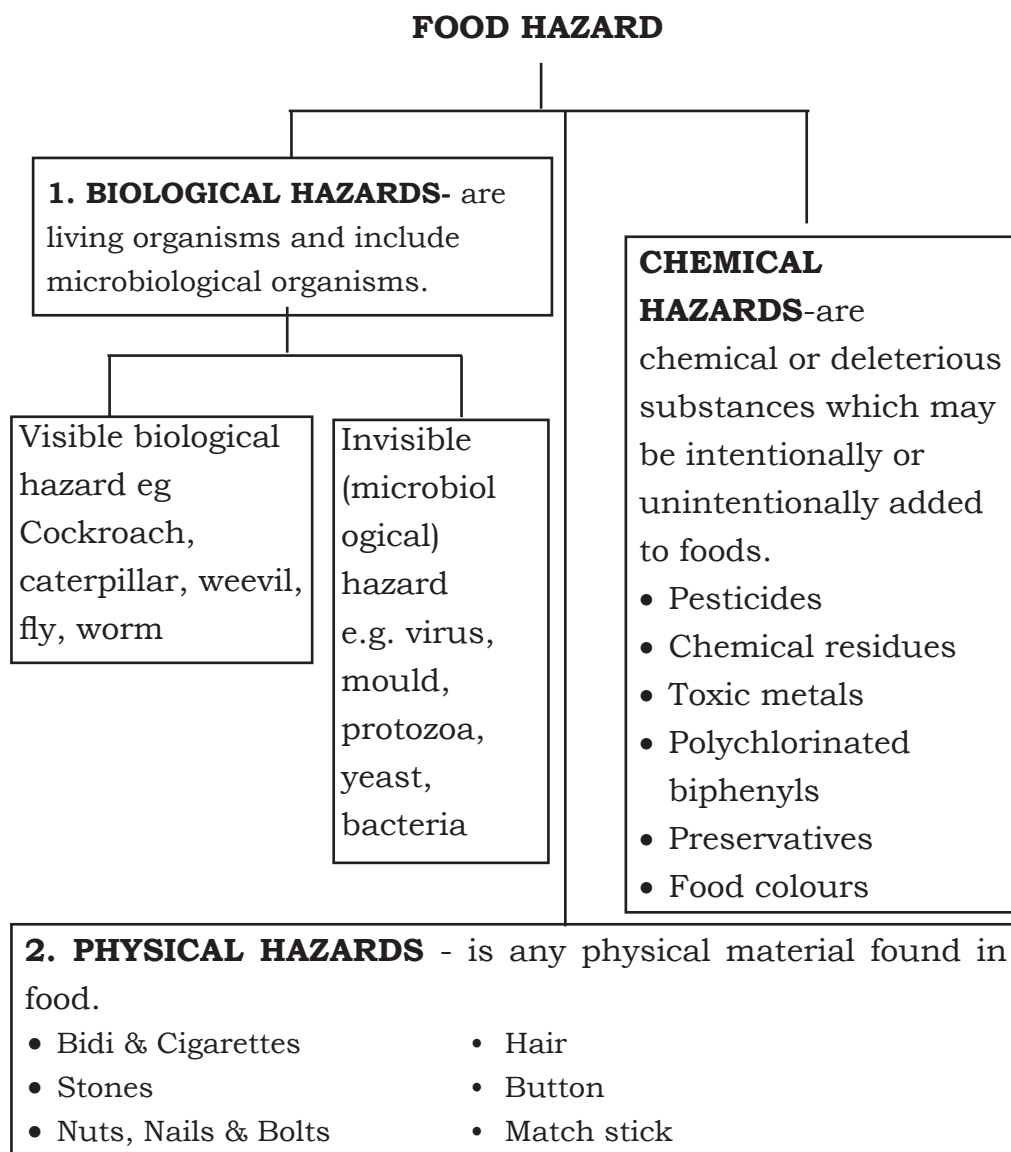 FOOD HAZARD
1. BIOLOGICAL HAZARDS- are
living organisms and include
microbiological organisms.
Visible biological
hazard eg
Cockroach,
caterpillar, weevil,
fly, worm
Invisible
(microbiol
ogical)
hazard
e.g. virus,
mould,
protozoa,
yeast,
bacteria
CHEMICAL
HAZARDS-are
chemical or deleterious
substances which may
be intentionally or
unintentionally added
to foods.
• Pesticides
• Chemical residues
• Toxic metals
• Polychlorinated
biphenyls
• Preservatives
• Food colours
2. PHYSICAL HAZARDS - is any physical material found in
food.
• Bidi & Cigarettes
• Stones
• Nuts, Nails & Bolts
• Hair
• Button
• Match stick